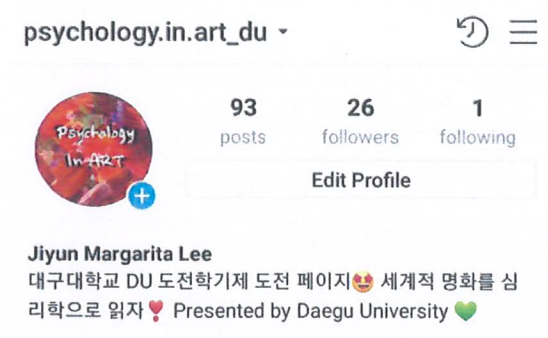 psychology.in.art_du
93 26 1
posts followers following
Psychology
In ART
Edit Profile
Jiyun Margarita Lee
대구대학교 DU 도전학기제 도전 페이지🤩 세계적 명화를 심
리학으로 읽자❣️ Presented by Daegu University 💚